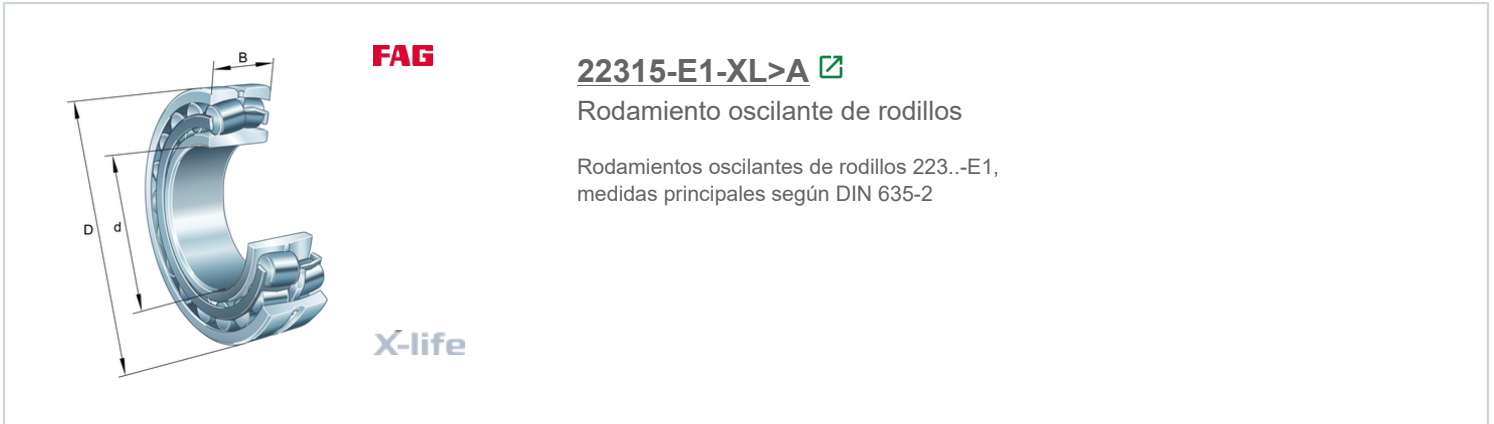 FAG
B
D
d
X-life
22315-E1-XL>A
Rodamiento oscilante de rodillos
Rodamientos oscilantes de rodillos 223..-E1,
medidas principales según DIN 635-2